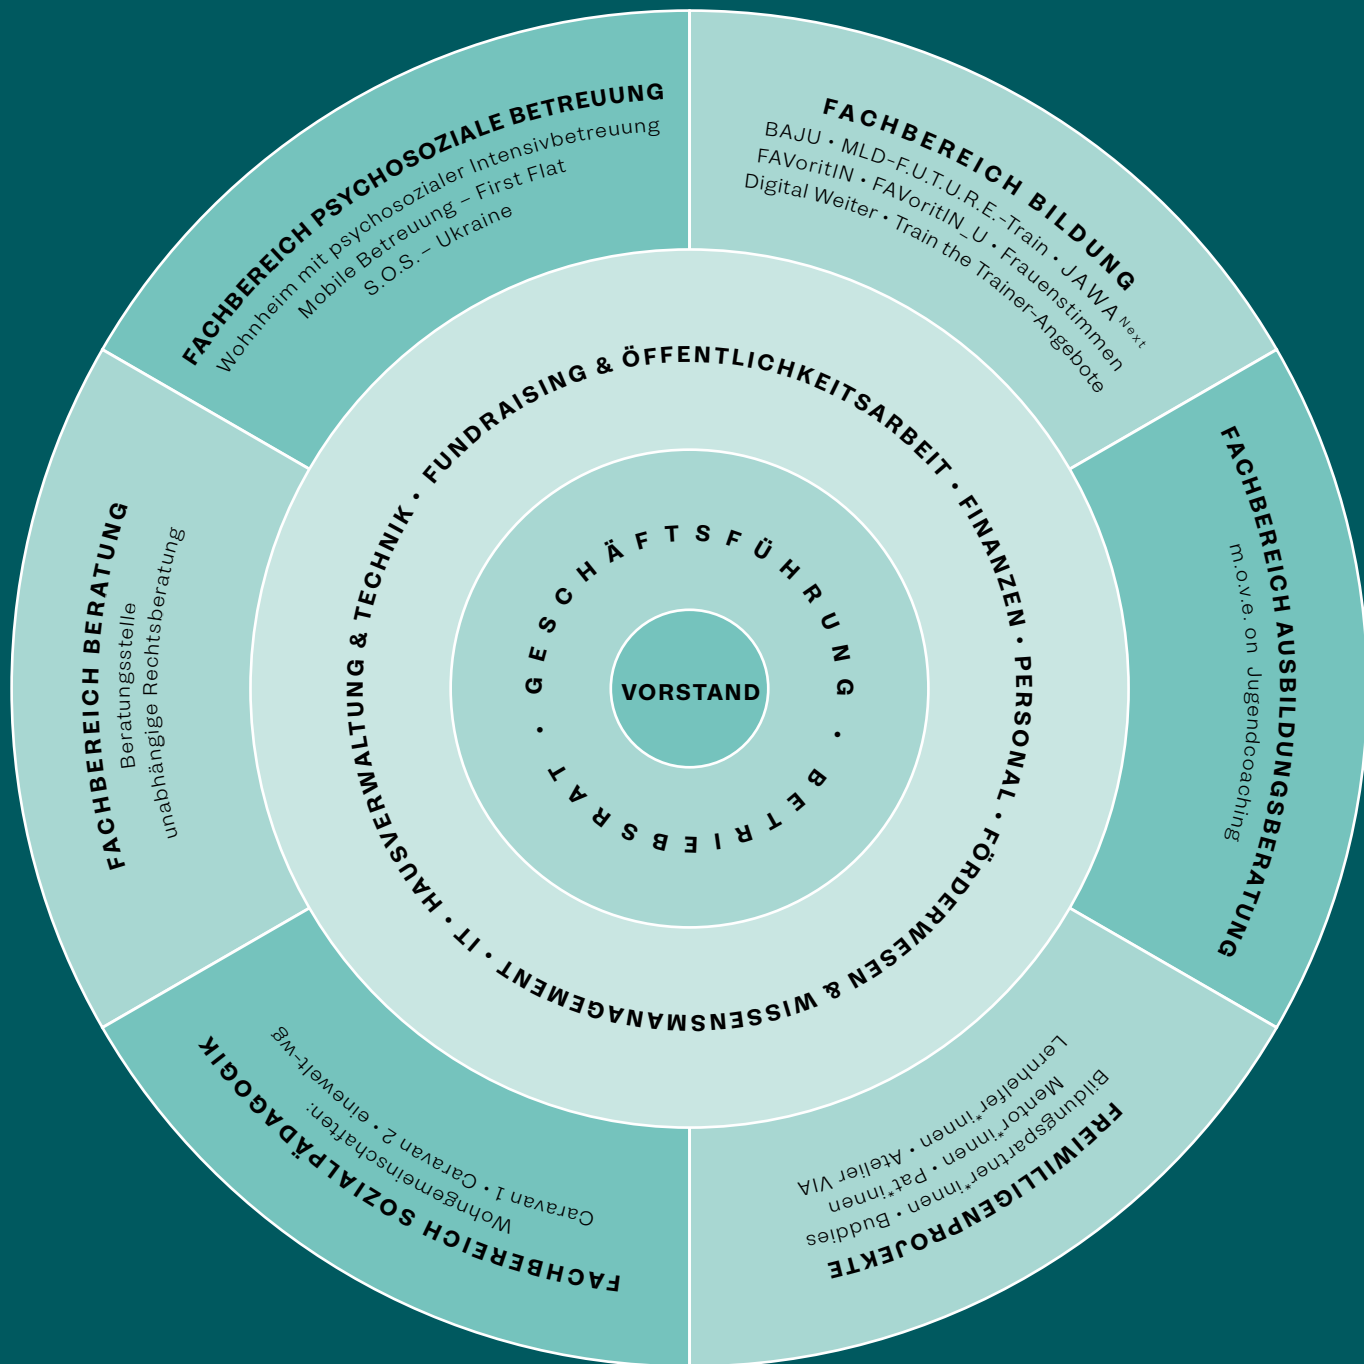 FACHBEREICH PSYCHOSOZIALE BETREUUNG
Wohnheim mit psychosozialer Intensivbetreuung
Mobile Betreuung – First Flat
S.O.S. – Ukraine
FACHBEREICH BILDUNG
BAJU • MLD-F.U.T.U.R.E.-Train • JAWA Next
FAVoritIN • FAVoritIN_U • Frauenstimmen
Digital Weiter • Train the Trainer-Angebote
FACHBEREICH AUSBILDUNGSBERATUNG
m.o.v.e. on Jugendcoaching
FREIWILLIGENPROJEKTE
Bildungspartner*innen • Buddies
Mentor*innen • Pat*innen
Lernhelfer*innen • Atelier VIA
FACHBEREICH SOZIALPÄDAGOGIK
Wohngemeinschaften:
Caravan 1 • Caravan 2 • einewelt-wg
FACHBEREICH BERATUNG
Beratungsstelle
unabhängige Rechtsberatung
FUNDRAISING & ÖFFENTLICHKEITSARBEIT • FINANZEN • PERSONAL • FÖRDERWESEN & WISSENSMANAGEMENT • IT • HAUSVERWALTUNG & TECHNIK •
GESCHÄFTSFÜHRUNG • BETRIEBSRAT •
VORSTAND